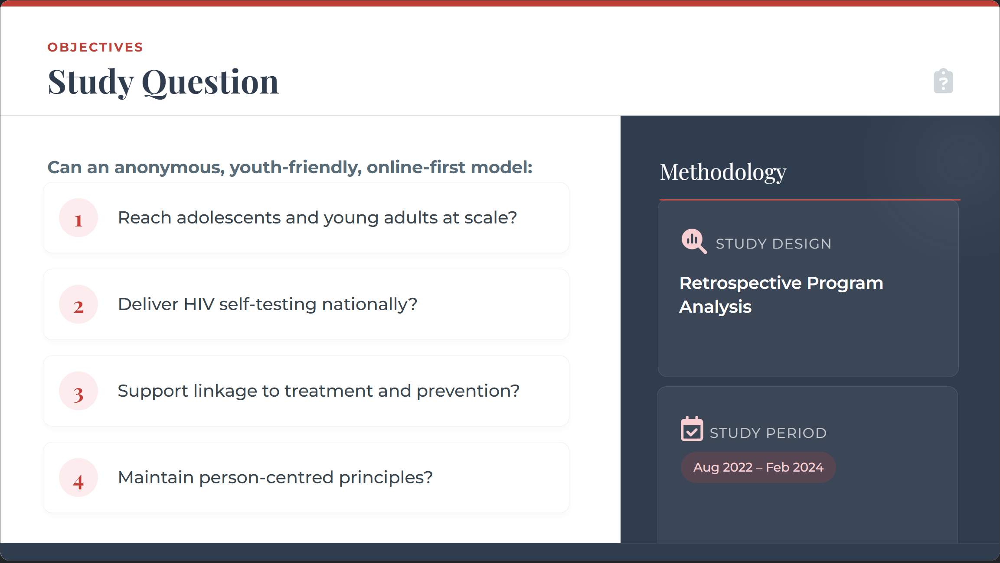 OBJECTIVES
Study Question
Can an anonymous, youth-friendly, online-first model:
1
Reach adolescents and young adults at scale?
2
Deliver HIV self-testing nationally?
3
Support linkage to treatment and prevention?
4
Maintain person-centred principles?
Methodology
STUDY DESIGN
Retrospective Program
Analysis
STUDY PERIOD
Aug 2022 – Feb 2024